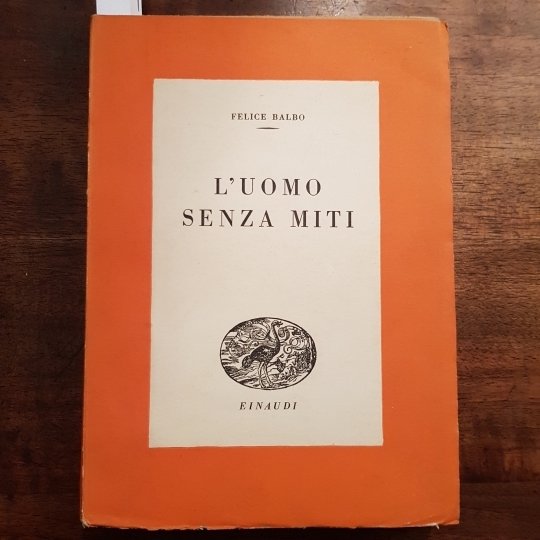 FELICE BALBO
L'UOMO
SENZA MITI
EINAUDI